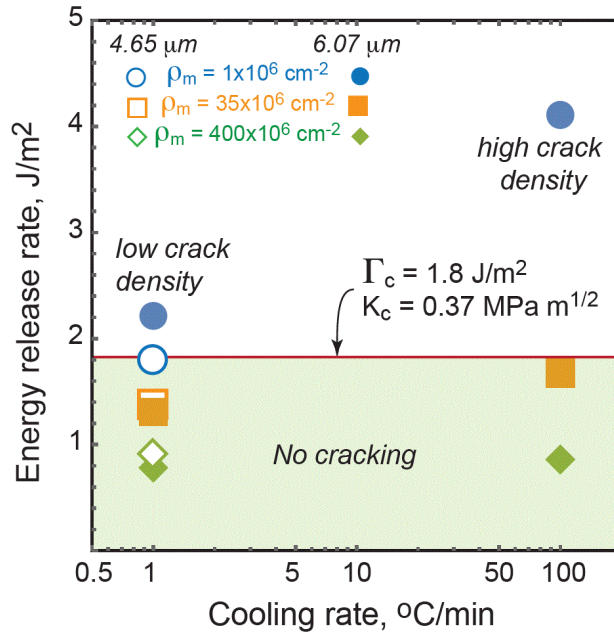 4.65 μm 6.07 μm
ρm = 1x10⁶ cm⁻²
ρm = 35x10⁶ cm⁻²
ρm = 400x10⁶ cm⁻²
high crack
density
low crack
density
Γc = 1.8 J/m²
Kc = 0.37 MPa m¹/²
No cracking
Energy release rate, J/m²
5
4
3
2
1
0.5 1 5 10 50 100
Cooling rate, ºC/min